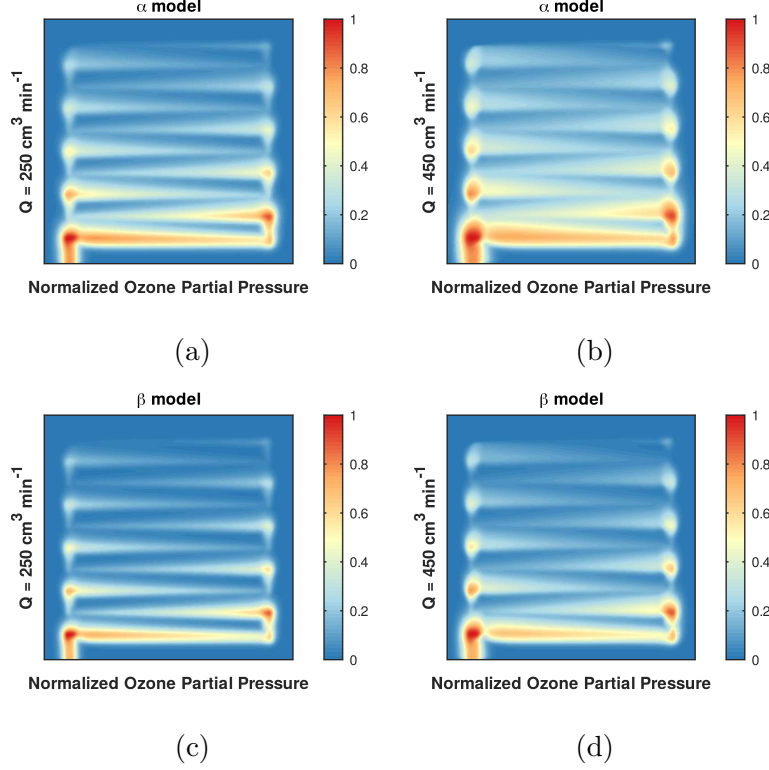 α model
α model
Q = 250 cm³ min⁻¹
1
0.8
0.6
0.4
0.2
0
Q = 450 cm³ min⁻¹
1
0.8
0.6
0.4
0.2
0
Normalized Ozone Partial Pressure
Normalized Ozone Partial Pressure
(a)
(b)
β model
β model
Q = 250 cm³ min⁻¹
1
0.8
0.6
0.4
0.2
0
Q = 450 cm³ min⁻¹
1
0.8
0.6
0.4
0.2
0
Normalized Ozone Partial Pressure
Normalized Ozone Partial Pressure
(c)
(d)